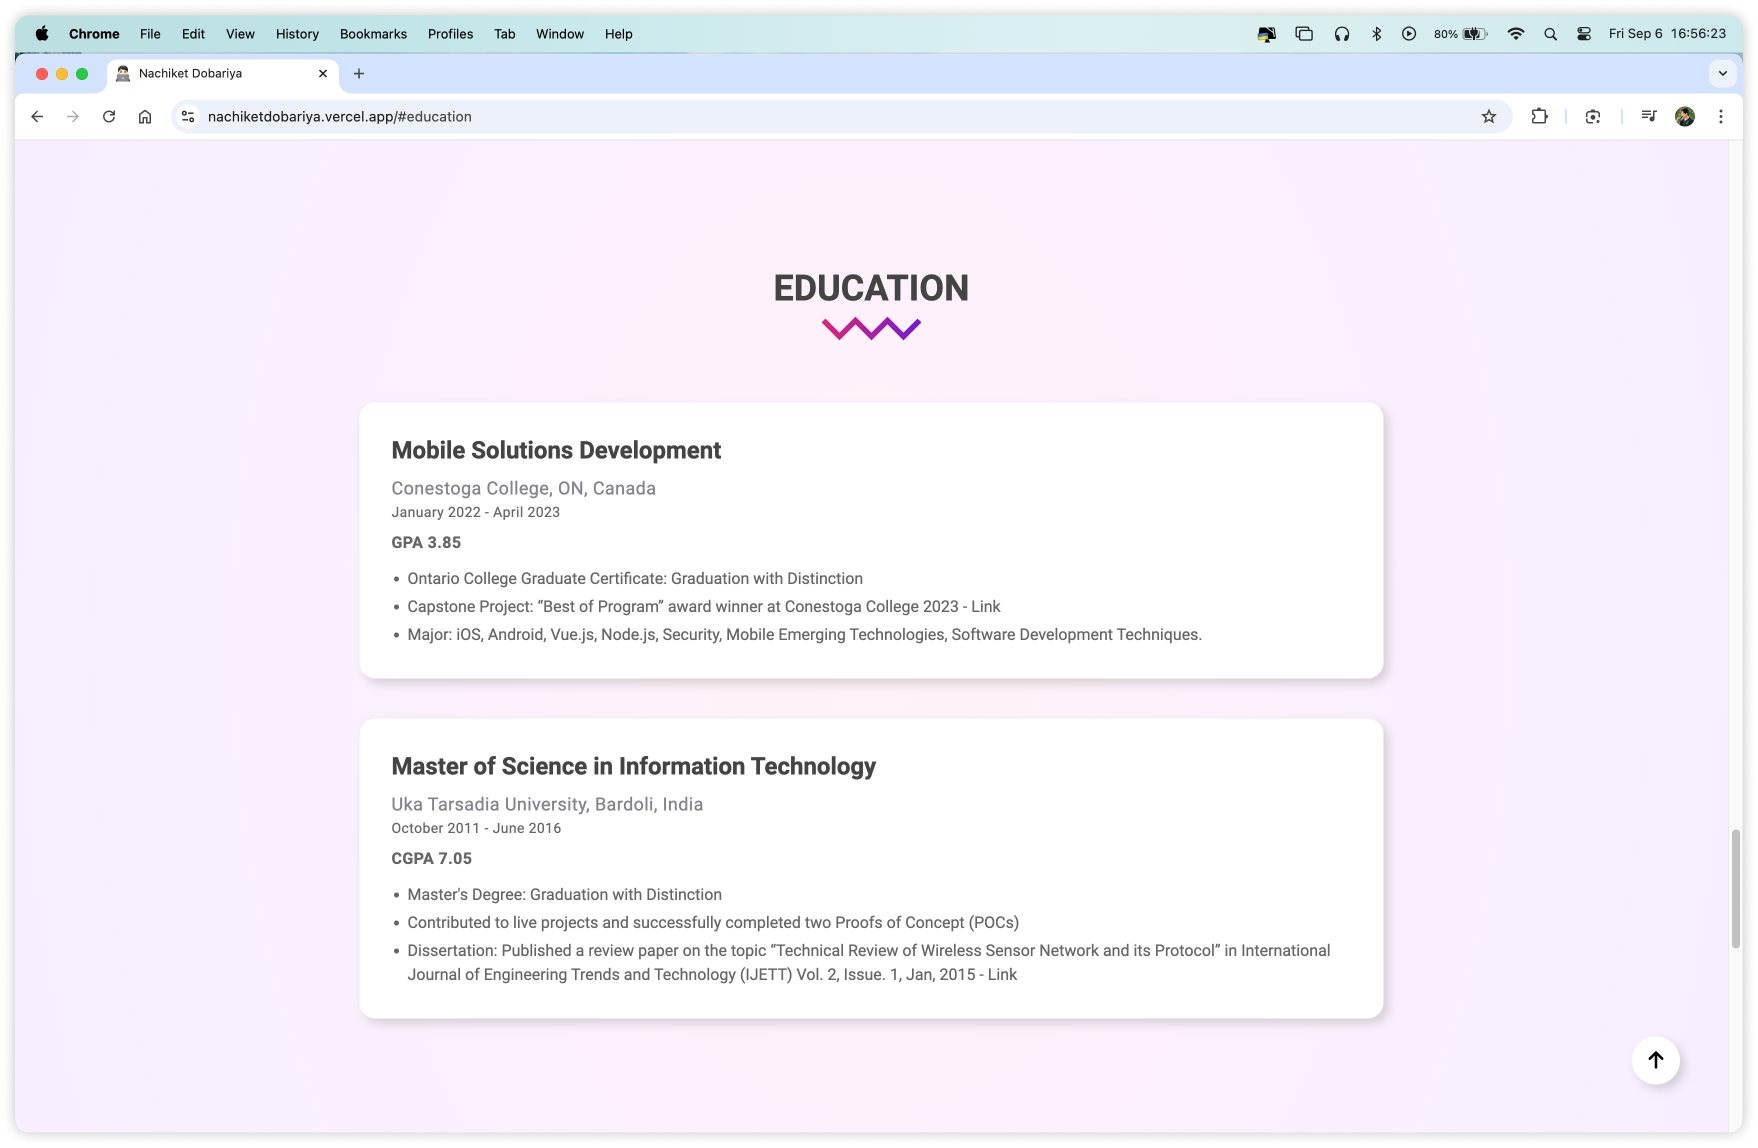 Chrome File Edit View History Bookmarks Profiles Tab Window Help 80% Fri Sep 6 16:56:23
Nachiket Dobariya
nachiketdobariya.vercel.app/#education
EDUCATION
Mobile Solutions Development
Conestoga College, ON, Canada
January 2022 - April 2023
GPA 3.85
• Ontario College Graduate Certificate: Graduation with Distinction
• Capstone Project: “Best of Program” award winner at Conestoga College 2023 - Link
• Major: iOS, Android, Vue.js, Node.js, Security, Mobile Emerging Technologies, Software Development Techniques.
Master of Science in Information Technology
Uka Tarsadia University, Bardoli, India
October 2011 - June 2016
CGPA 7.05
• Master's Degree: Graduation with Distinction
• Contributed to live projects and successfully completed two Proofs of Concept (POCs)
• Dissertation: Published a review paper on the topic “Technical Review of Wireless Sensor Network and its Protocol” in International
Journal of Engineering Trends and Technology (IJETT) Vol. 2, Issue. 1, Jan, 2015 - Link